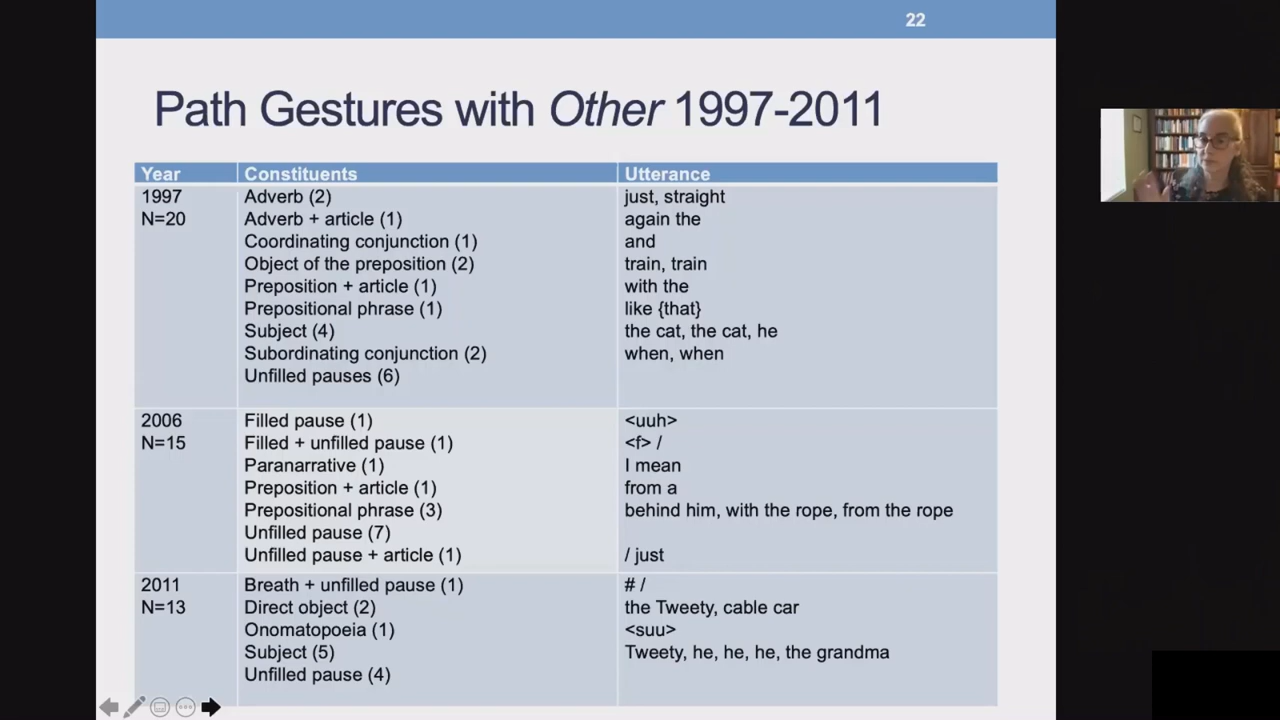 22
Path Gestures with Other 1997-2011
Year Constituents Utterance
1997 Adverb (2) just, straight
N=20 Adverb + article (1) again the
Coordinating conjunction (1) and
Object of the preposition (2) train, train
Preposition + article (1) with the
Prepositional phrase (1) like {that}
Subject (4) the cat, the cat, he
Subordinating conjunction (2) when, when
Unfilled pauses (6)
2006 Filled pause (1) <uuh>
N=15 Filled + unfilled pause (1) <f> /
Paranarrative (1) I mean
Preposition + article (1) from a
Prepositional phrase (3) behind him, with the rope, from the rope
Unfilled pause (7)
Unfilled pause + article (1) / just
2011 Breath + unfilled pause (1) # /
N=13 Direct object (2) the Tweety, cable car
Onomatopoeia (1) <suu>
Subject (5) Tweety, he, he, he, the grandma
Unfilled pause (4)